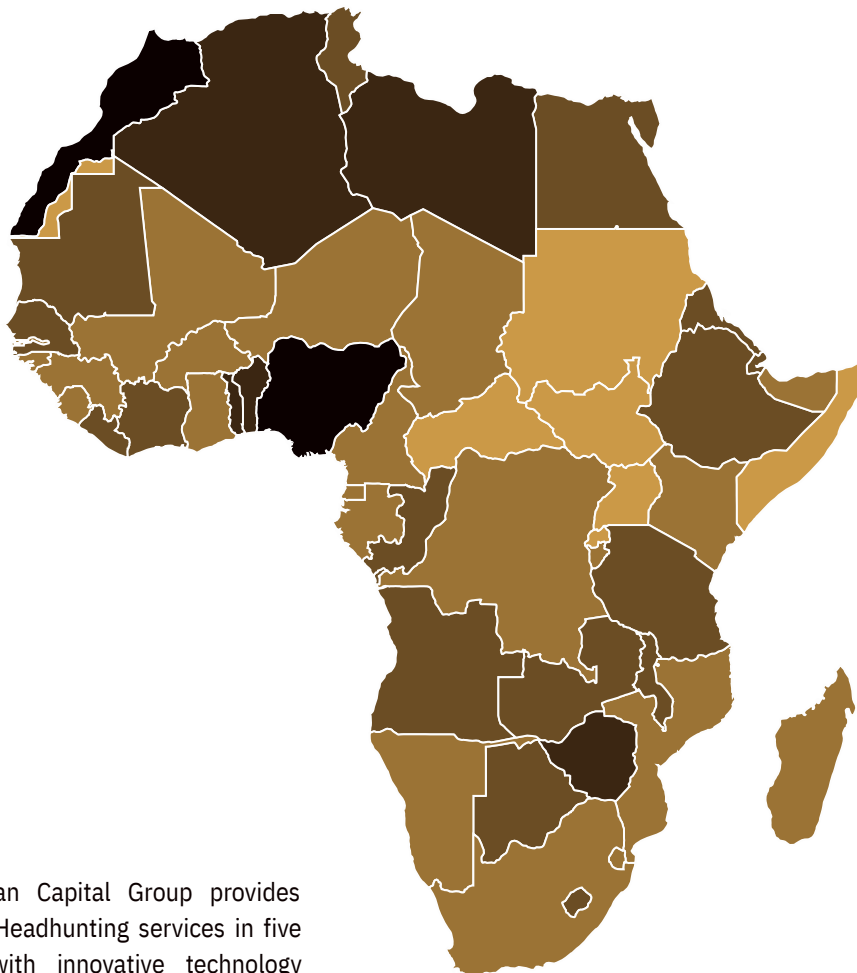 an Capital Group provides
Headhunting services in five
with innovative technology